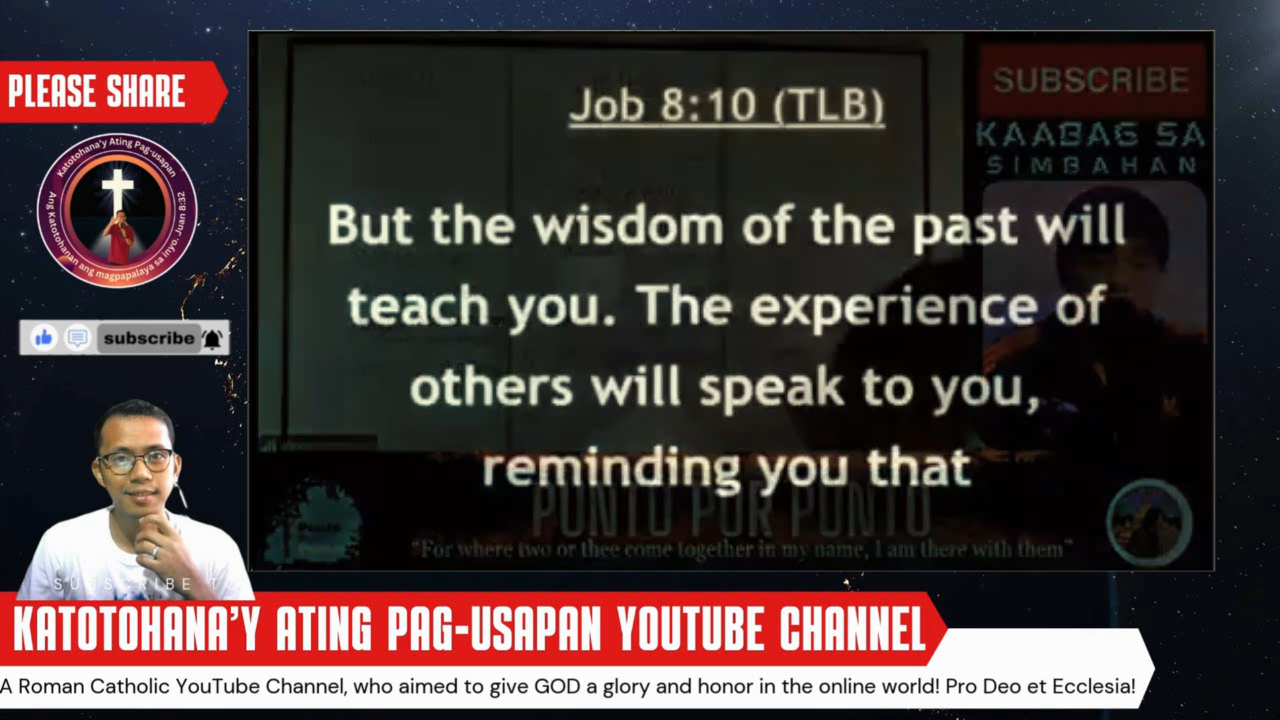 PLEASE SHARE
Katotohana'y Ating Pag-usapan
Ang Katotohanan ang magpapalaya sa inyo. Juan 8:32
subscribe
SUBSCRIBE T
Job 8:10 (TLB)
But the wisdom of the past will
teach you. The experience of
others will speak to you,
reminding you that
SUBSCRIBE
KAABAG SA
SIMBAHAN
PUNTO POR PUNTO
"For where two or thee come together in my name, I am there with them"
KATOTOHANA'Y ATING PAG-USAPAN YOUTUBE CHANNEL
A Roman Catholic YouTube Channel, who aimed to give GOD a glory and honor in the online world! Pro Deo et Ecclesia!